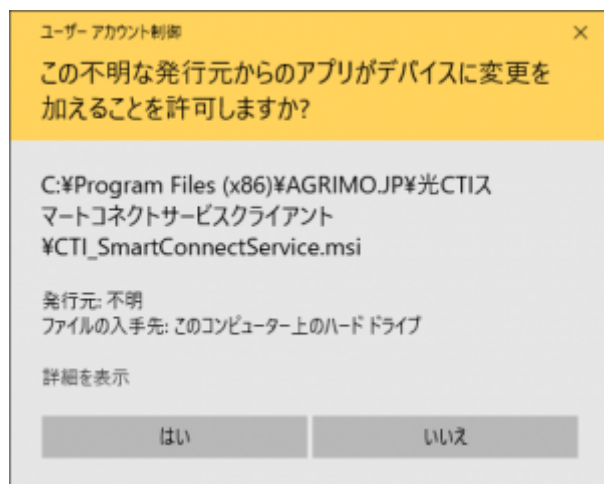 ユーザー アカウント制御
この不明な発行元からのアプリがデバイスに変更を
加えることを許可しますか?
C:¥Program Files (x86)¥AGRIMO.JP¥光CTIス
マートコネクトサービスクライアント
¥CTI_SmartConnectService.msi
発行元: 不明
ファイルの入手先: このコンピューター上のハード ドライブ
詳細を表示
はい
いいえ